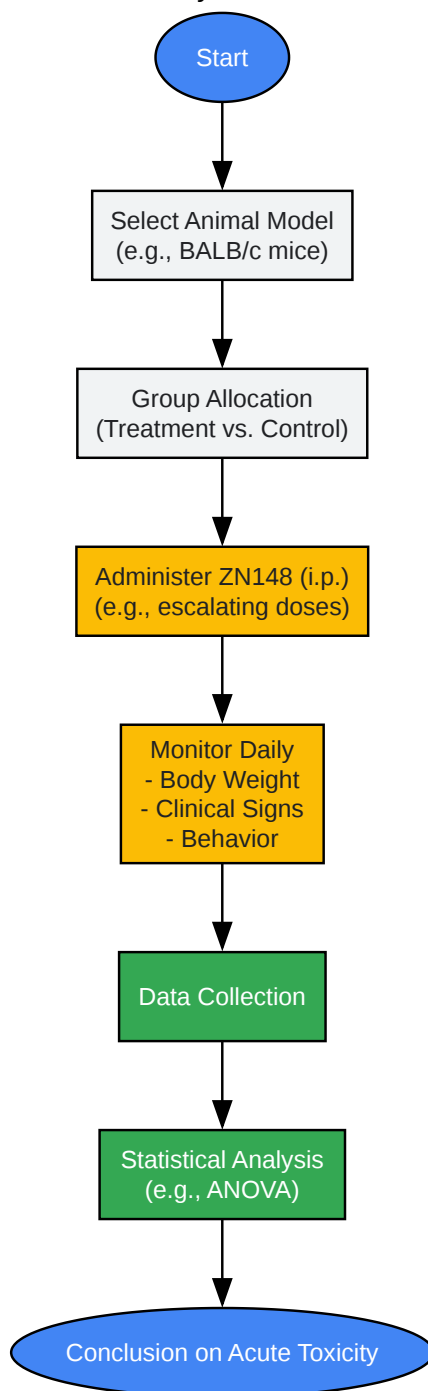 Start
Select Animal Model
(e.g., BALB/c mice)
Group Allocation
(Treatment vs. Control)
Administer ZN148 (i.p.)
(e.g., escalating doses)
Monitor Daily
- Body Weight
- Clinical Signs
- Behavior
Data Collection
Statistical Analysis
(e.g., ANOVA)
Conclusion on Acute Toxicity